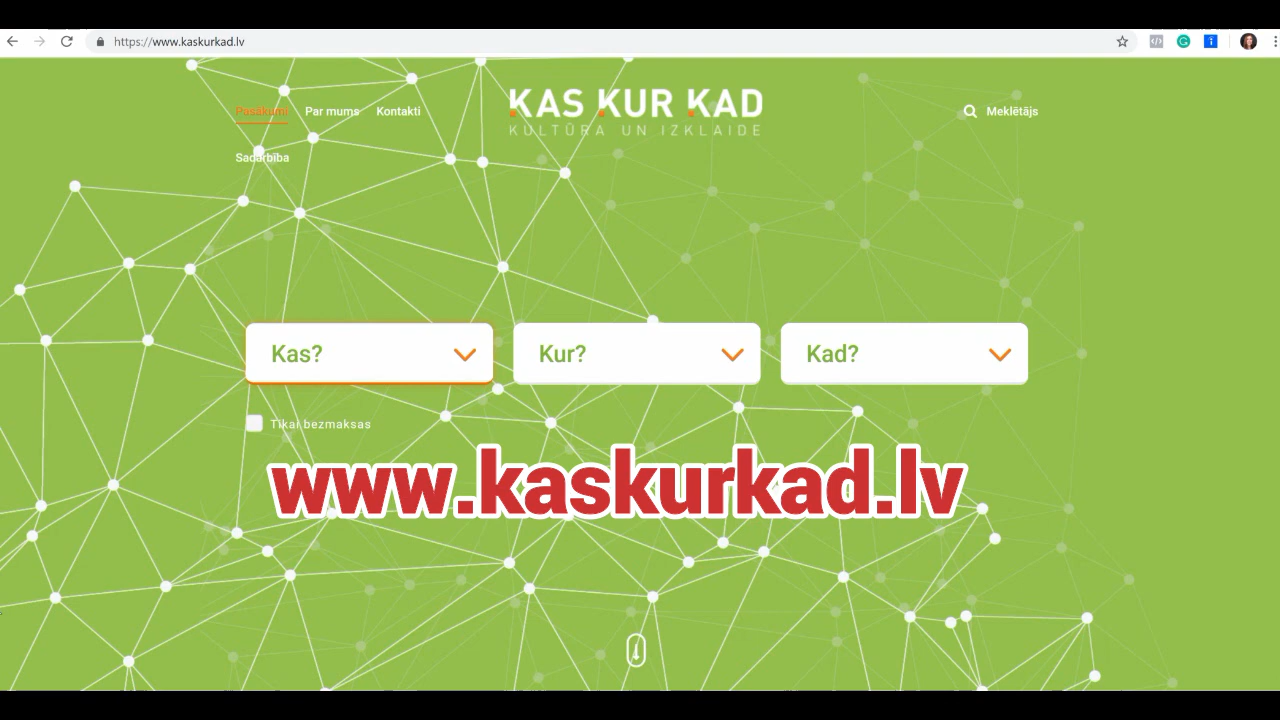 https://www.kaskurkad.lv
Pasākumi Par mums Kontakti
KAS KUR KAD
KULTŪRA UN IZKLAIDE
Meklētājs
Sadarbība
Kas? Kur? Kad?
Tikai bezmaksas
www.kaskurkad.lv